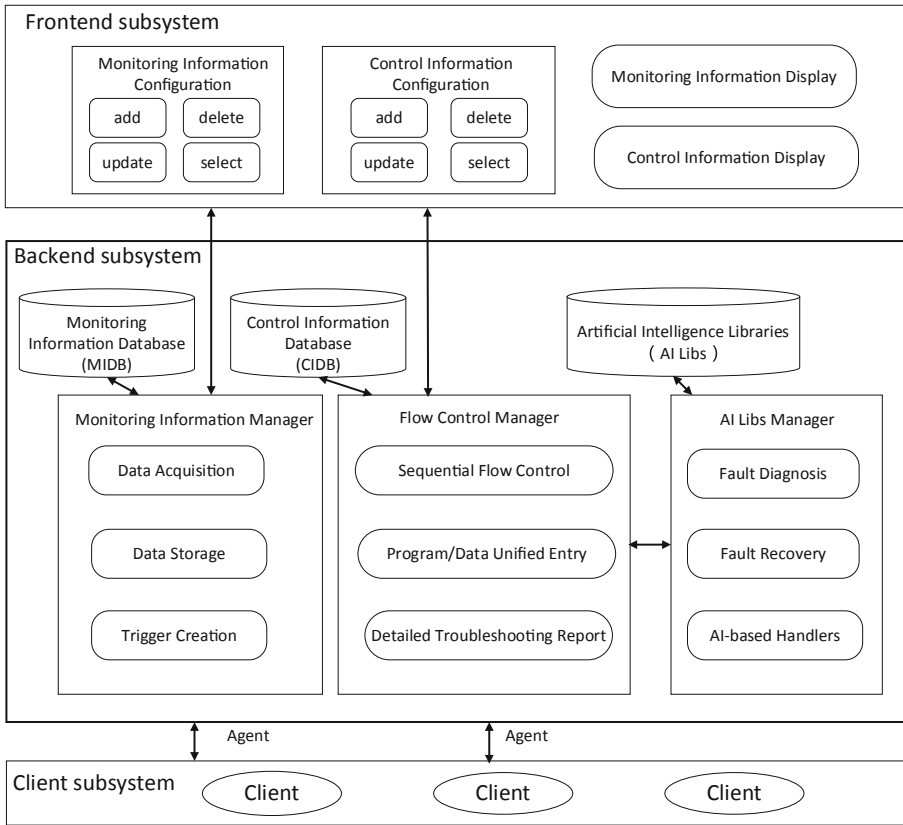 Frontend subsystem
Monitoring Information
Configuration
add
delete
update
select
Control Information
Configuration
add
delete
update
select
Monitoring Information Display
Control Information Display
Backend subsystem
Monitoring
Information Database
(MIDB)
Control Information
Database
(CIDB)
Artificial Intelligence Libraries
( AI Libs )
Monitoring Information Manager
Data Acquisition
Data Storage
Trigger Creation
Flow Control Manager
Sequential Flow Control
Program/Data Unified Entry
Detailed Troubleshooting Report
AI Libs Manager
Fault Diagnosis
Fault Recovery
AI-based Handlers
Agent
Agent
Client subsystem
Client
Client
Client